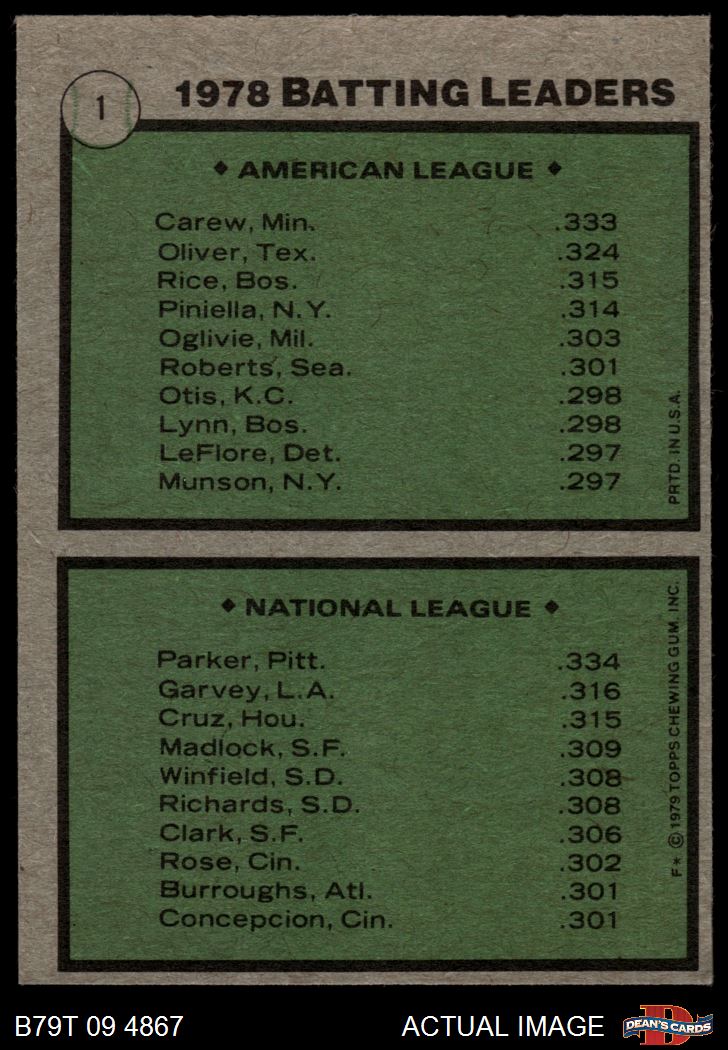 1
1978 BATTING LEADERS
♦ AMERICAN LEAGUE ♦
Carew, Min. .333
Oliver, Tex. .324
Rice, Bos. .315
Piniella, N.Y. .314
Oglivie, Mil. .303
Roberts, Sea. .301
Otis, K.C. .298
Lynn, Bos. .298
LeFlore, Det. .297
Munson, N.Y. .297
PRTD. IN U.S.A.
♦ NATIONAL LEAGUE ♦
Parker, Pitt. .334
Garvey, L.A. .316
Cruz, Hou. .315
Madlock, S.F. .309
Winfield, S.D. .308
Richards, S.D. .308
Clark, S.F. .306
Rose, Cin. .302
Burroughs, Atl. .301
Concepcion, Cin. .301
F* © 1979 TOPPS CHEWING GUM, INC.
B79T 09 4867
ACTUAL IMAGE
D
DEAN'S CARDS